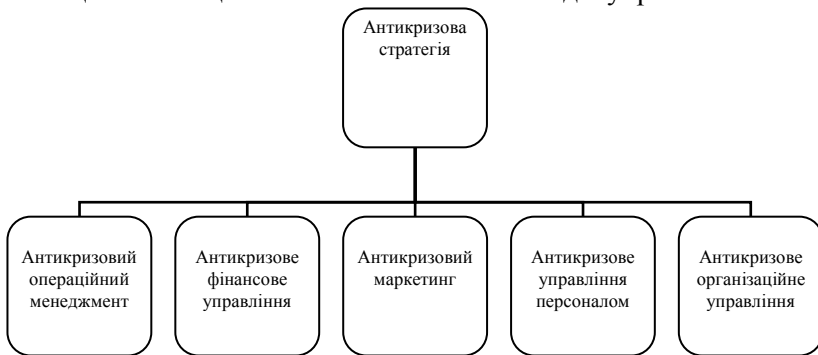 Антикризова
стратегія
Антикризовий
операційний
менеджмент
Антикризове
фінансове
управління
Антикризовий
маркетинг
Антикризове
управління
персоналом
Антикризове
організаційне
управління